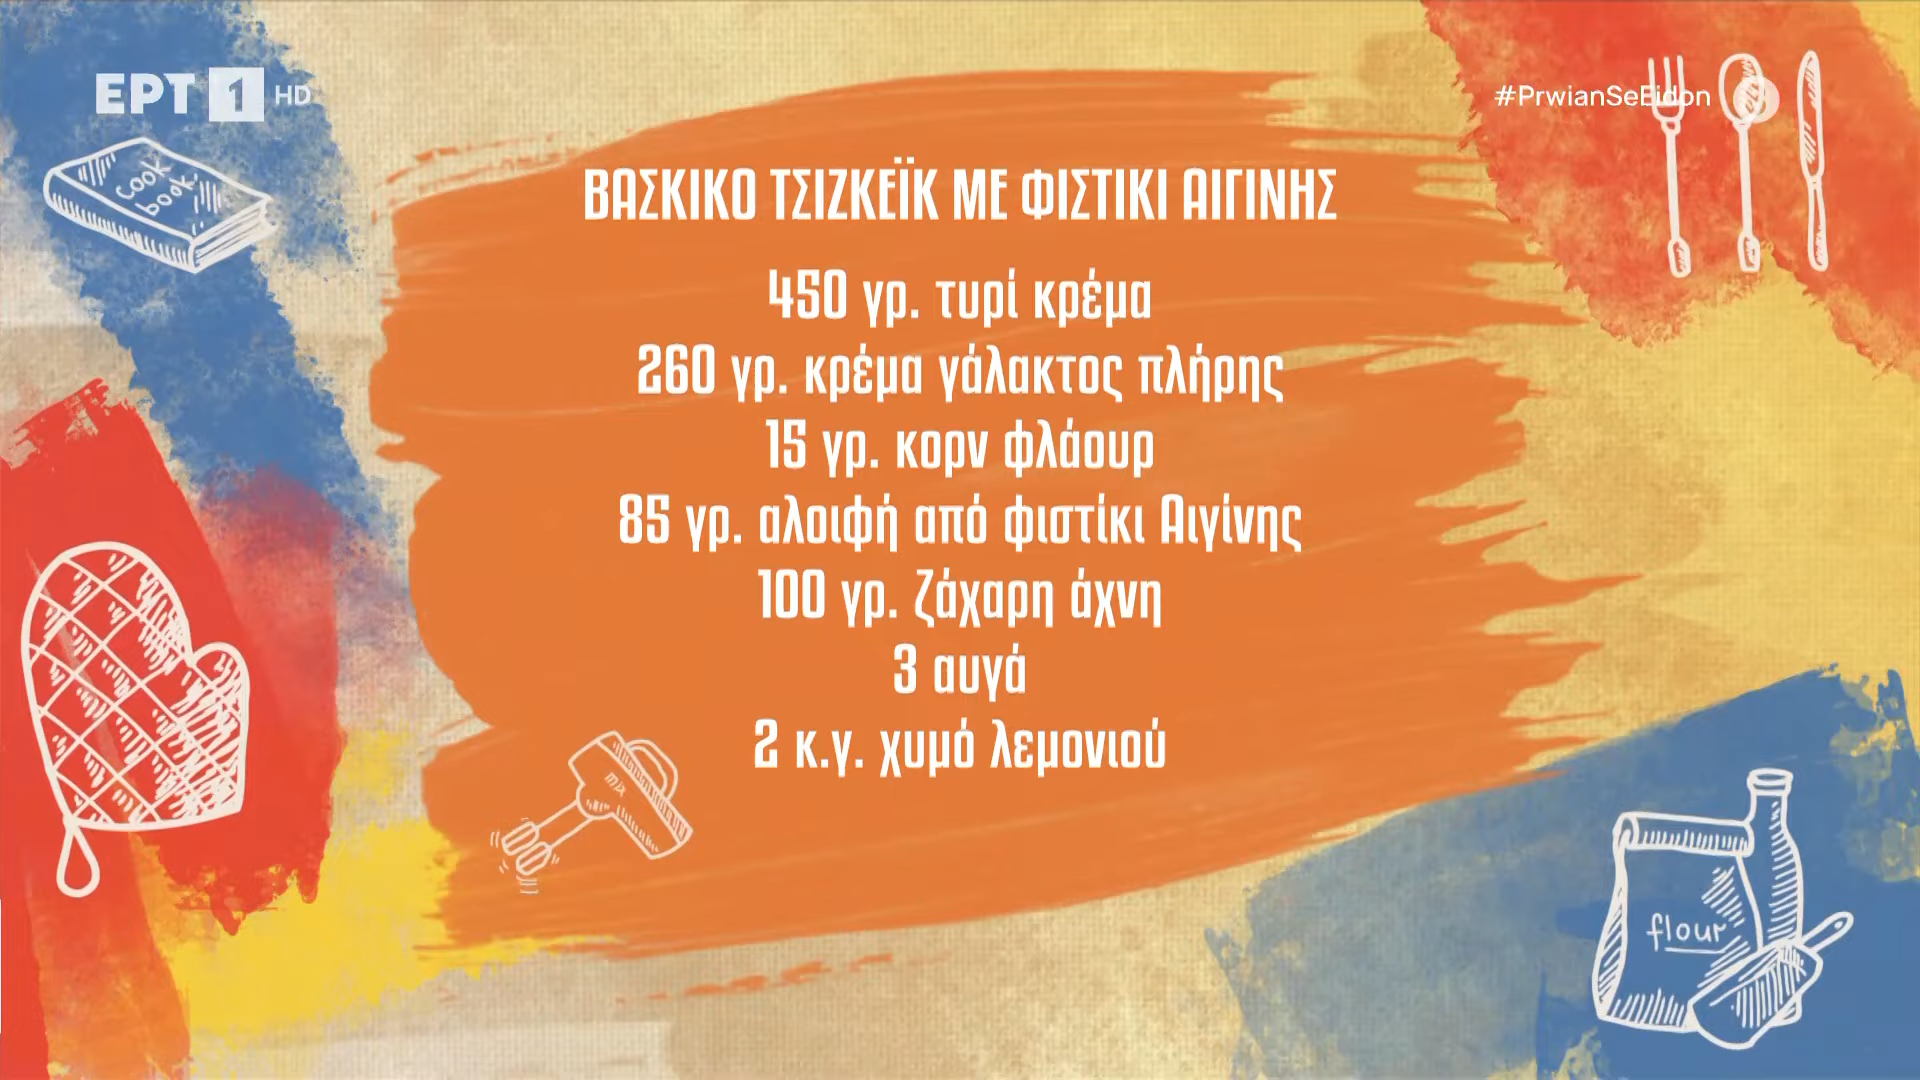 ΕΡΤ 1 HD
#PrwianSeEidon
cook book
ΒΑΣΚΙΚΟ ΤΣΙΖΚΕΪΚ ΜΕ ΦΙΣΤΙΚΙ ΑΙΓΙΝΗΣ
450 γρ. τυρί κρέμα
260 γρ. κρέμα γάλακτος πλήρης
15 γρ. κορν φλάουρ
85 γρ. αλοιφή από φιστίκι Αιγίνης
100 γρ. ζάχαρη άχνη
3 αυγά
2 κ.γ. χυμό λεμονιού
mix
flour